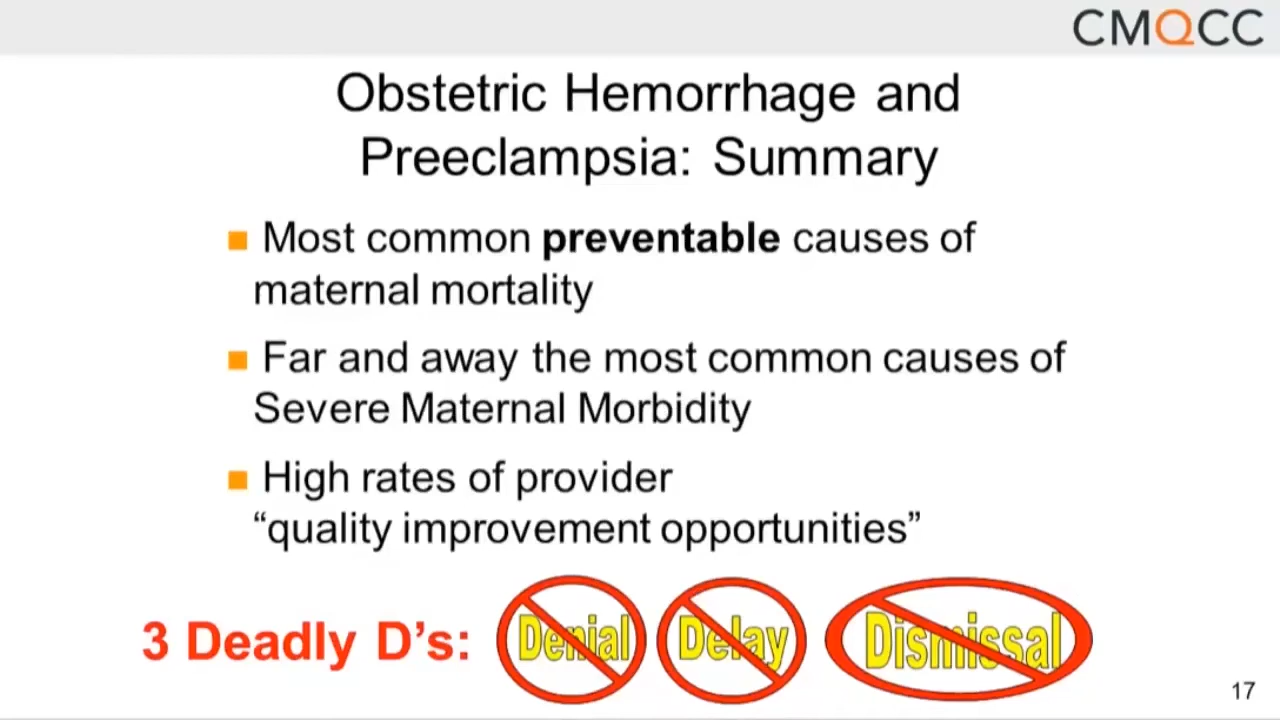 CMQCC
Obstetric Hemorrhage and
Preeclampsia: Summary
Most common preventable causes of
maternal mortality
Far and away the most common causes of
Severe Maternal Morbidity
High rates of provider
“quality improvement opportunities”
3 Deadly D’s: Denial Delay Dismissal
17